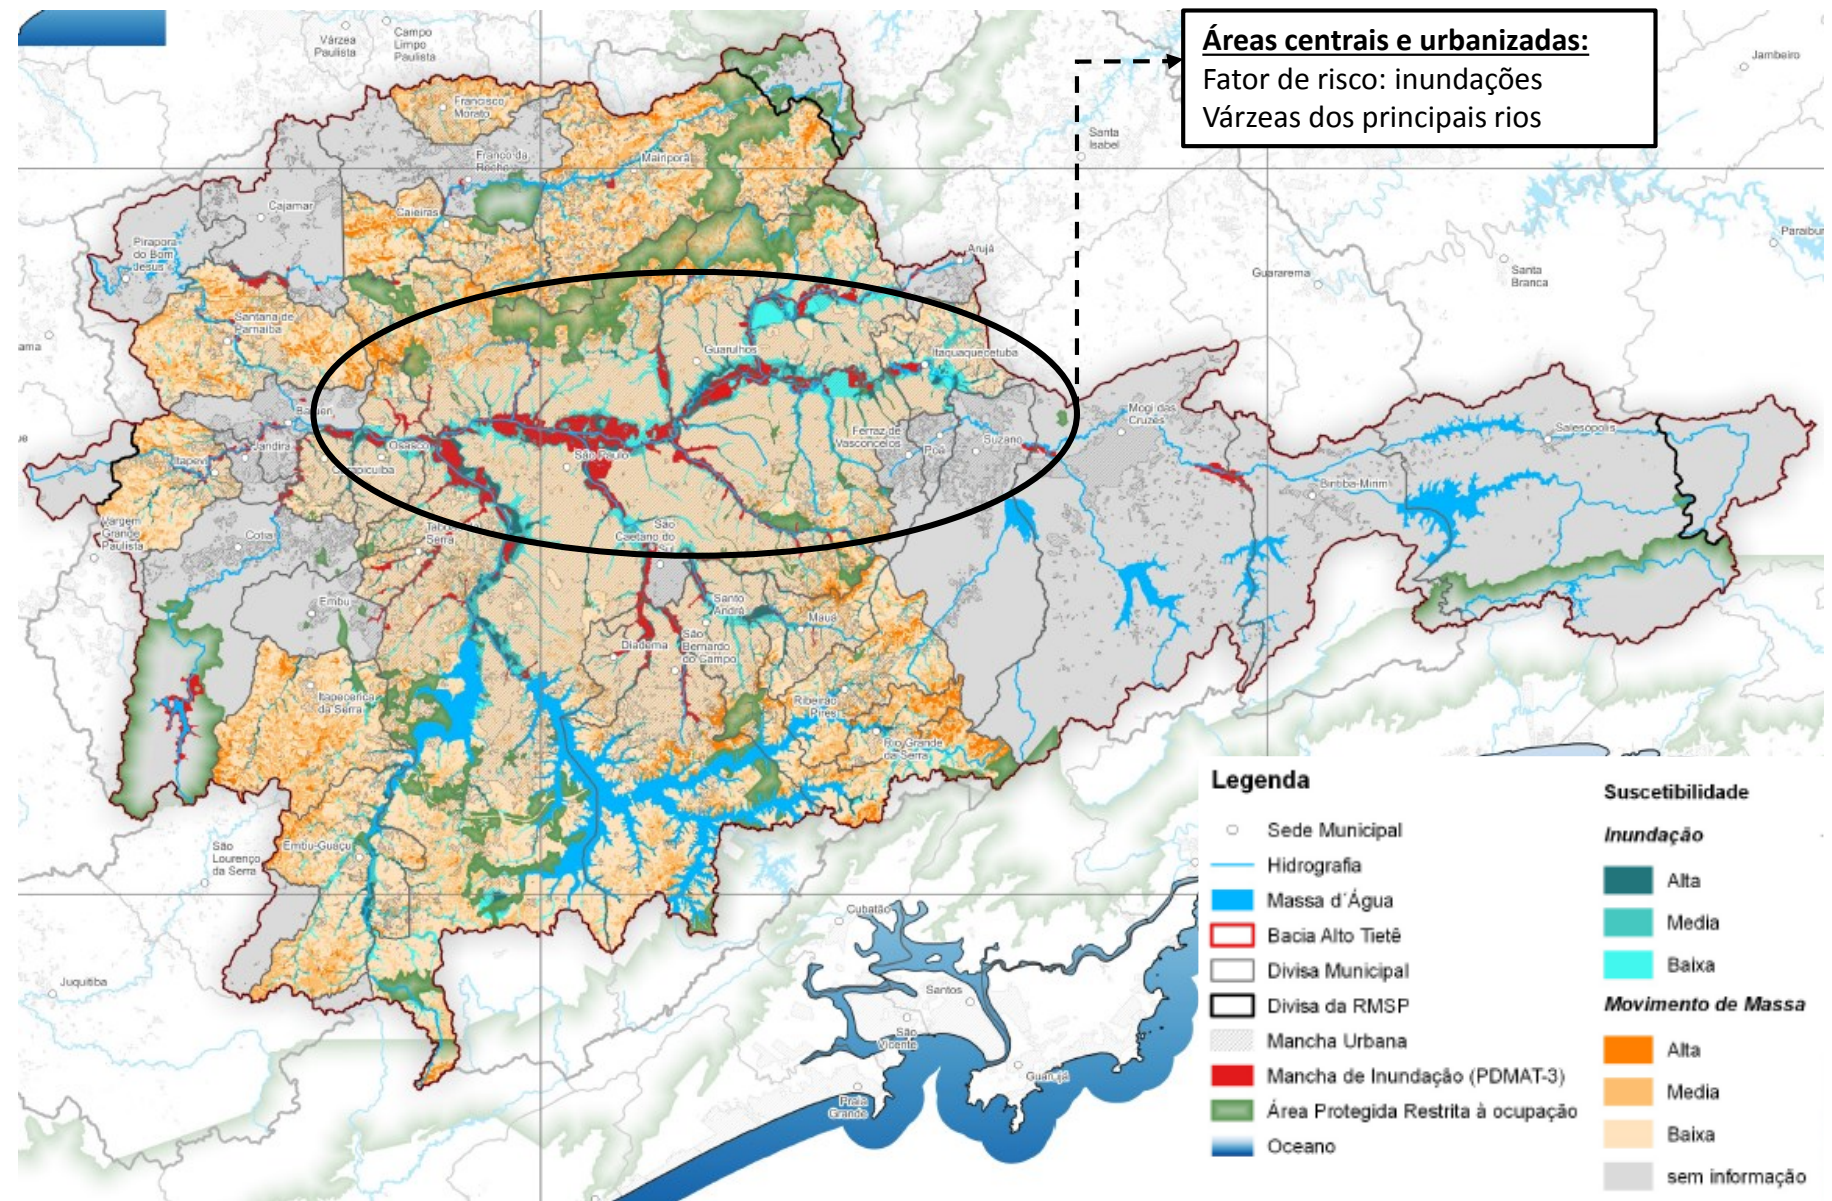 Áreas centrais e urbanizadas:
Fator de risco: inundações
Várzeas dos principais rios
Várzea
Paulista
Campo
Limpo
Paulista
Jambeiro
Francisco
Morato
Santa
Isabel
Franco da
Rocha
Mairiporã
Cajamar
Caieiras
Pirapora
do Bom
Jesus
Arujá
Paraibun
Guararema
Santa
Branca
Santana de
Parnaíba
Guarulhos
Itaquaquecetuba
Barueri
Mogi das
Cruzes
Jandira
Osasco
Ferraz de
Vasconcelos
Poá
Suzano
Salesópolis
Itapevi
Carapicuíba
São Paulo
Biritiba-Mirim
Vargem
Grande
Paulista
Cotia
Serra
São
Caetano do
Sul
Embu
Santo
André
Mauá
Diadema
São
Bernardo
do Campo
Itapecerica
da Serra
Ribeirão
Pires
Rio Grande
da Serra
São
Lourenço
da Serra
Embu-Guaçu
Cubatão
Juquitiba
Santos
São
Vicente
Guarujá
Praia
Grande
Legenda
Sede Municipal
Hidrografia
Massa d´Água
Bacia Alto Tietê
Divisa Municipal
Divisa da RMSP
Mancha Urbana
Mancha de Inundação (PDMAT-3)
Área Protegida Restrita à ocupação
Oceano
Suscetibilidade
Inundação
Alta
Media
Baixa
Movimento de Massa
Alta
Media
Baixa
sem informação